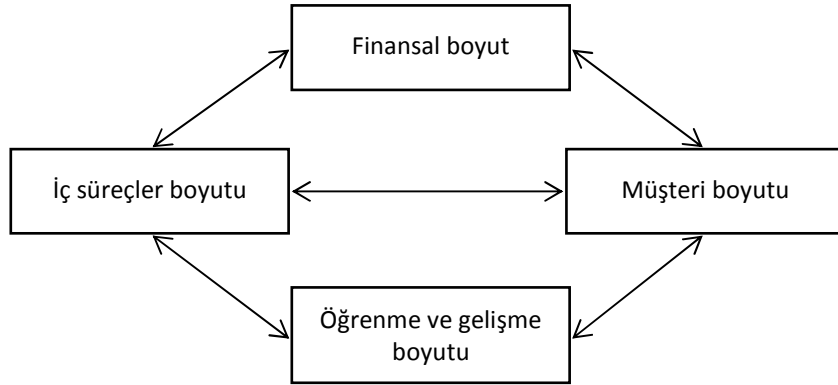 Finansal boyut
İç süreçler boyutu
Müşteri boyutu
Öğrenme ve gelişme
boyutu